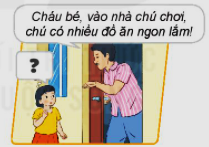 Cháu bé, vào nhà chú chơi,
chú có nhiều đồ ăn ngon lắm!
?